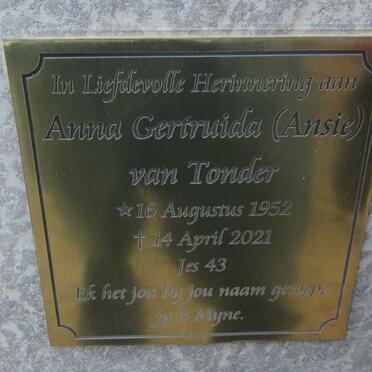 In Liefdevolle Herinnering aan
Anna Gertruida (Ansie)
van Tonder
★16 Augustus 1952
✝14 April 2021
Jes 43
Ek het jou by jou naam geroep,
jy is Myne.